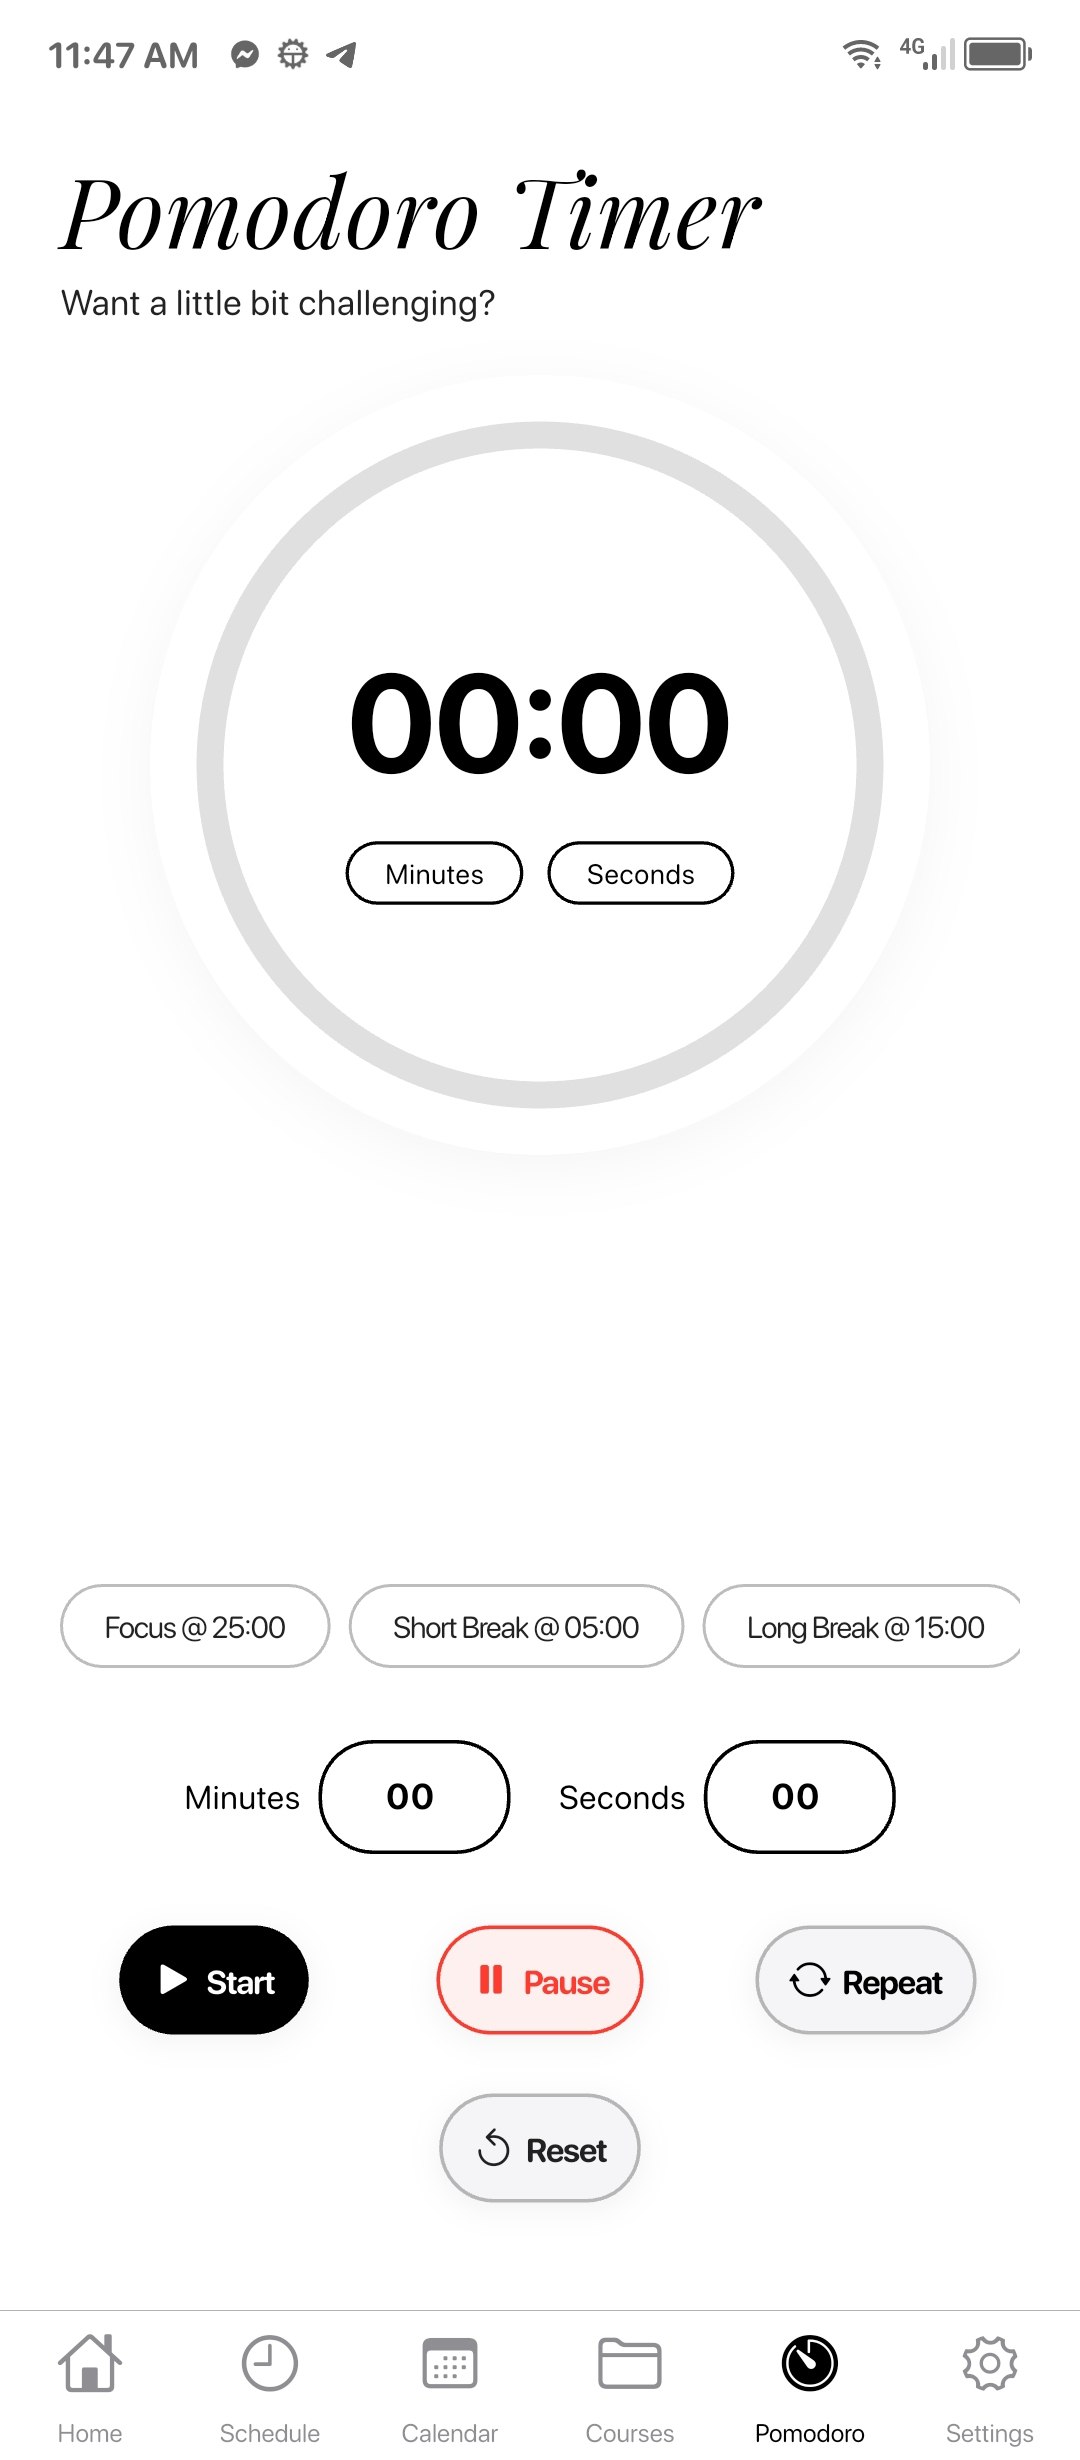 11:47 AM 4G
Pomodoro Timer
Want a little bit challenging?
00:00
Minutes Seconds
Focus @ 25:00 Short Break @ 05:00 Long Break @ 15:00
Minutes 00 Seconds 00
Start Pause Repeat
Reset
Home Schedule Calendar Courses Pomodoro Settings